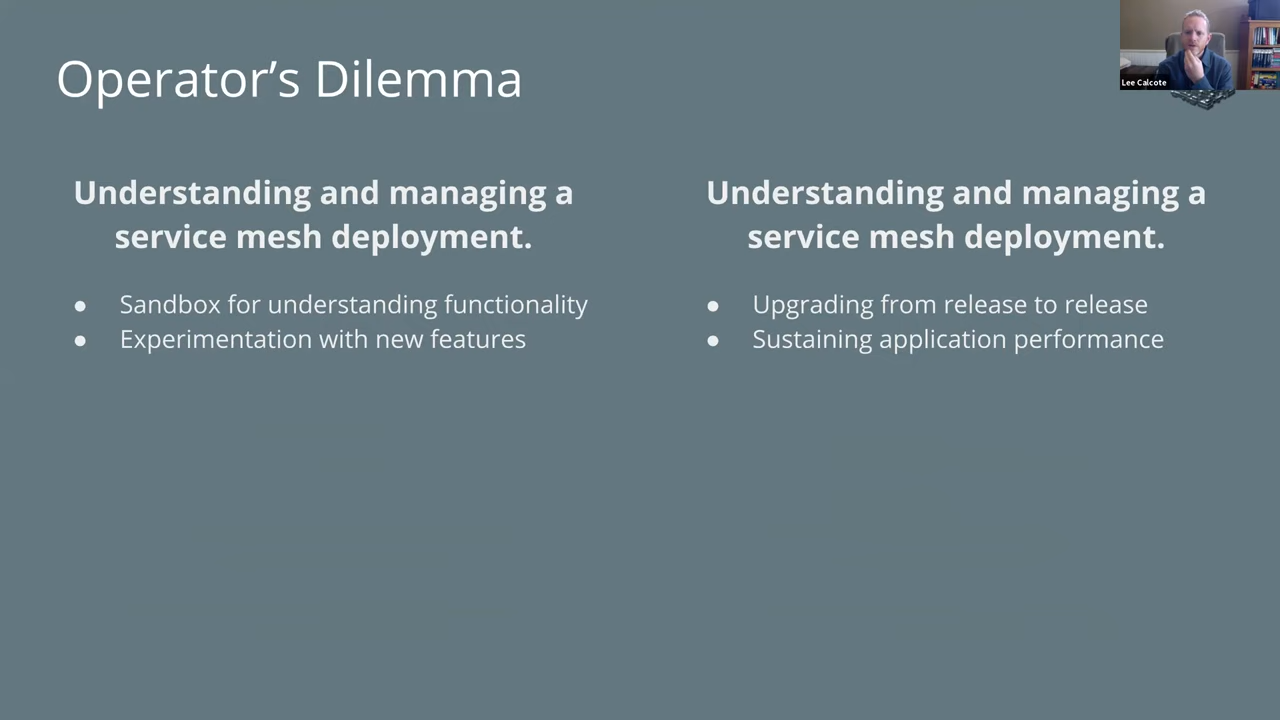 Operator’s Dilemma
Lee Calcote
Understanding and managing a
service mesh deployment.
● Sandbox for understanding functionality
● Experimentation with new features
Understanding and managing a
service mesh deployment.
● Upgrading from release to release
● Sustaining application performance